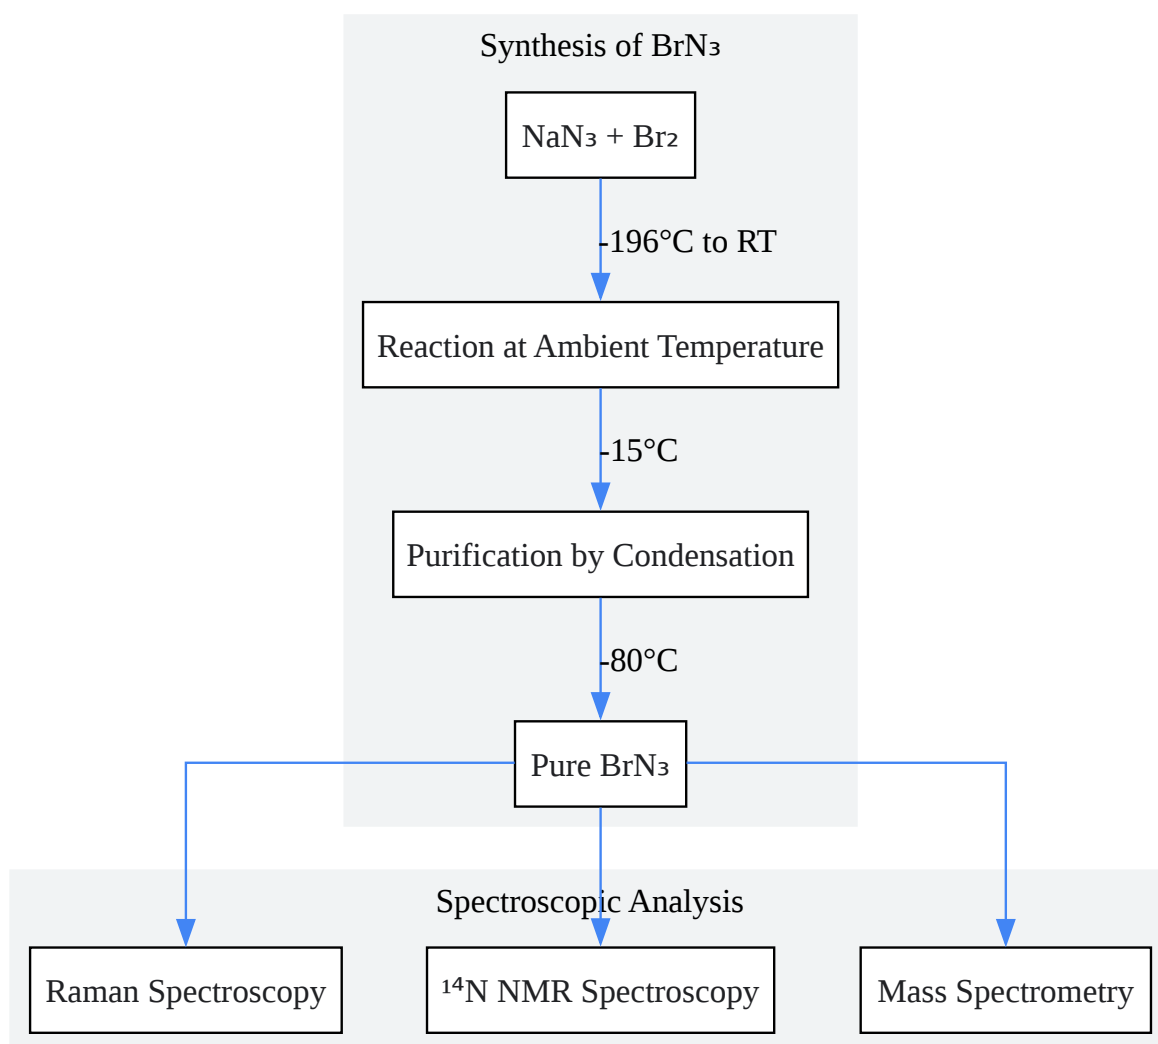 Synthesis of BrN₃
NaN₃ + Br₂
-196°C to RT
Reaction at Ambient Temperature
-15°C
Purification by Condensation
-80°C
Pure BrN₃
Spectroscopic Analysis
Raman Spectroscopy
¹⁴N NMR Spectroscopy
Mass Spectrometry